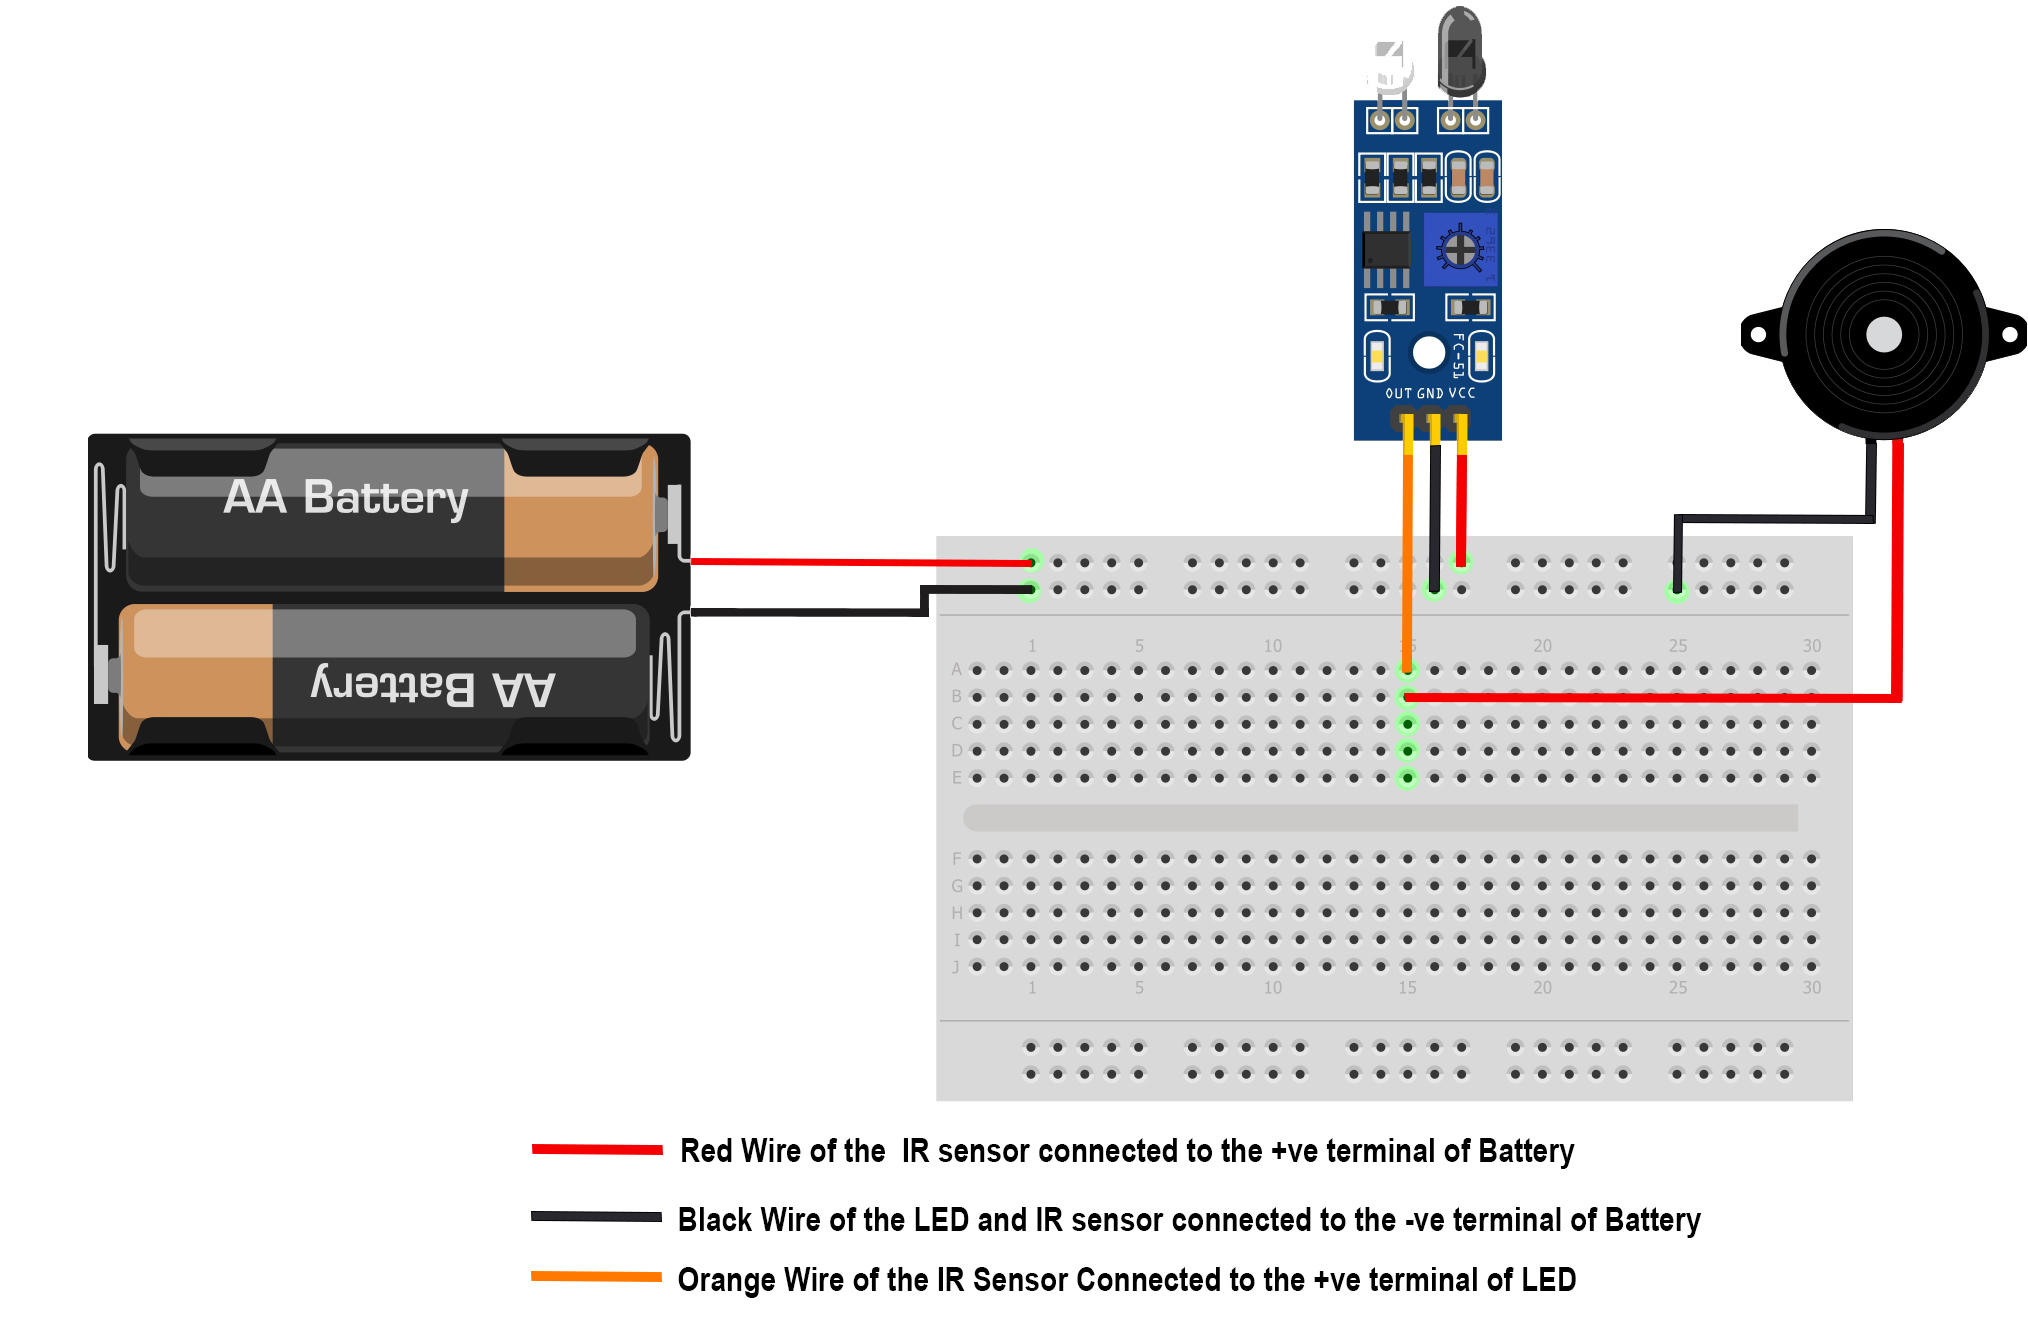 OUT GND VCC
FC-51
3362 1
AA Battery
AA Battery
1 5 10 15 20 25 30
A
B
C
D
E
F
G
H
I
J
1 5 10 15 20 25 30
Red Wire of the IR sensor connected to the +ve terminal of Battery
Black Wire of the LED and IR sensor connected to the -ve terminal of Battery
Orange Wire of the IR Sensor Connected to the +ve terminal of LED